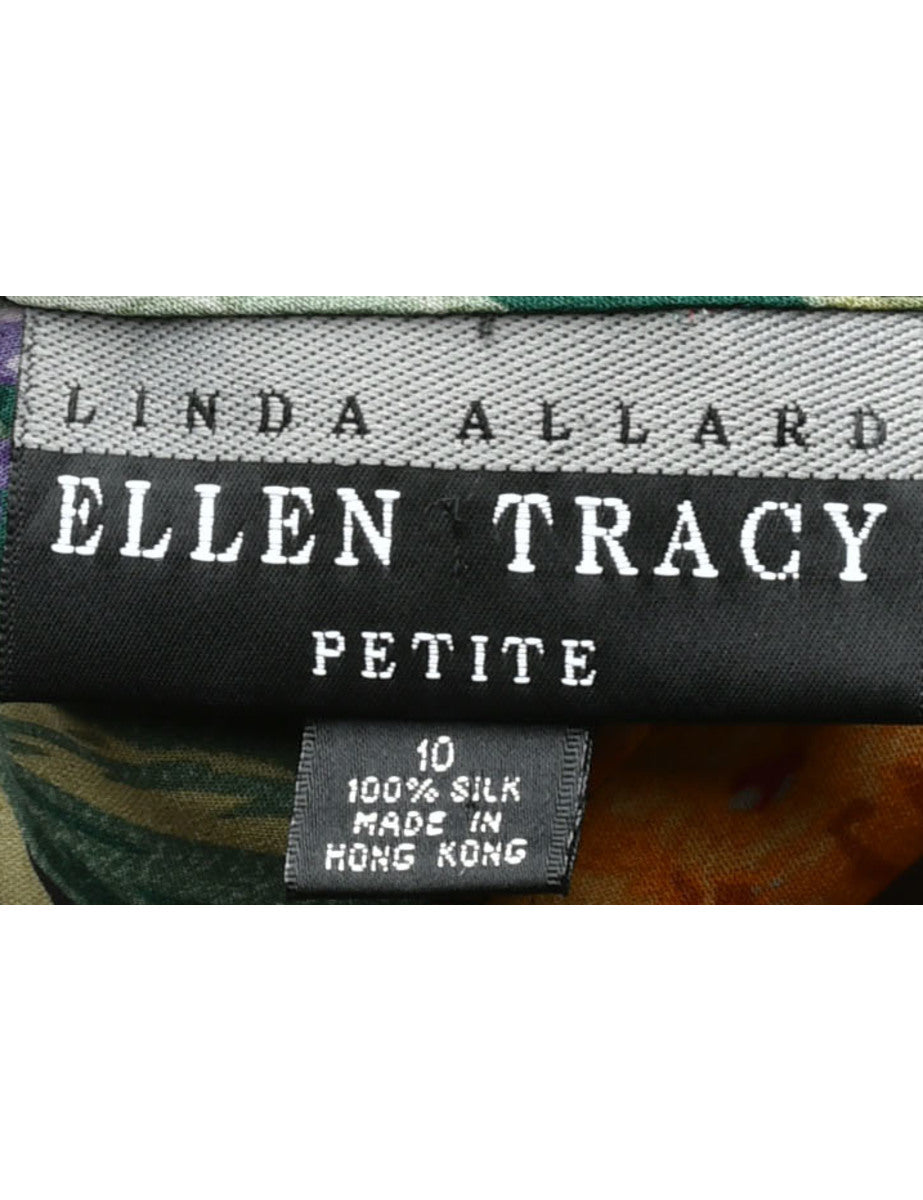 LINDA ALLARD
ELLEN TRACY
PETITE
10
100% SILK
MADE IN
HONG KONG